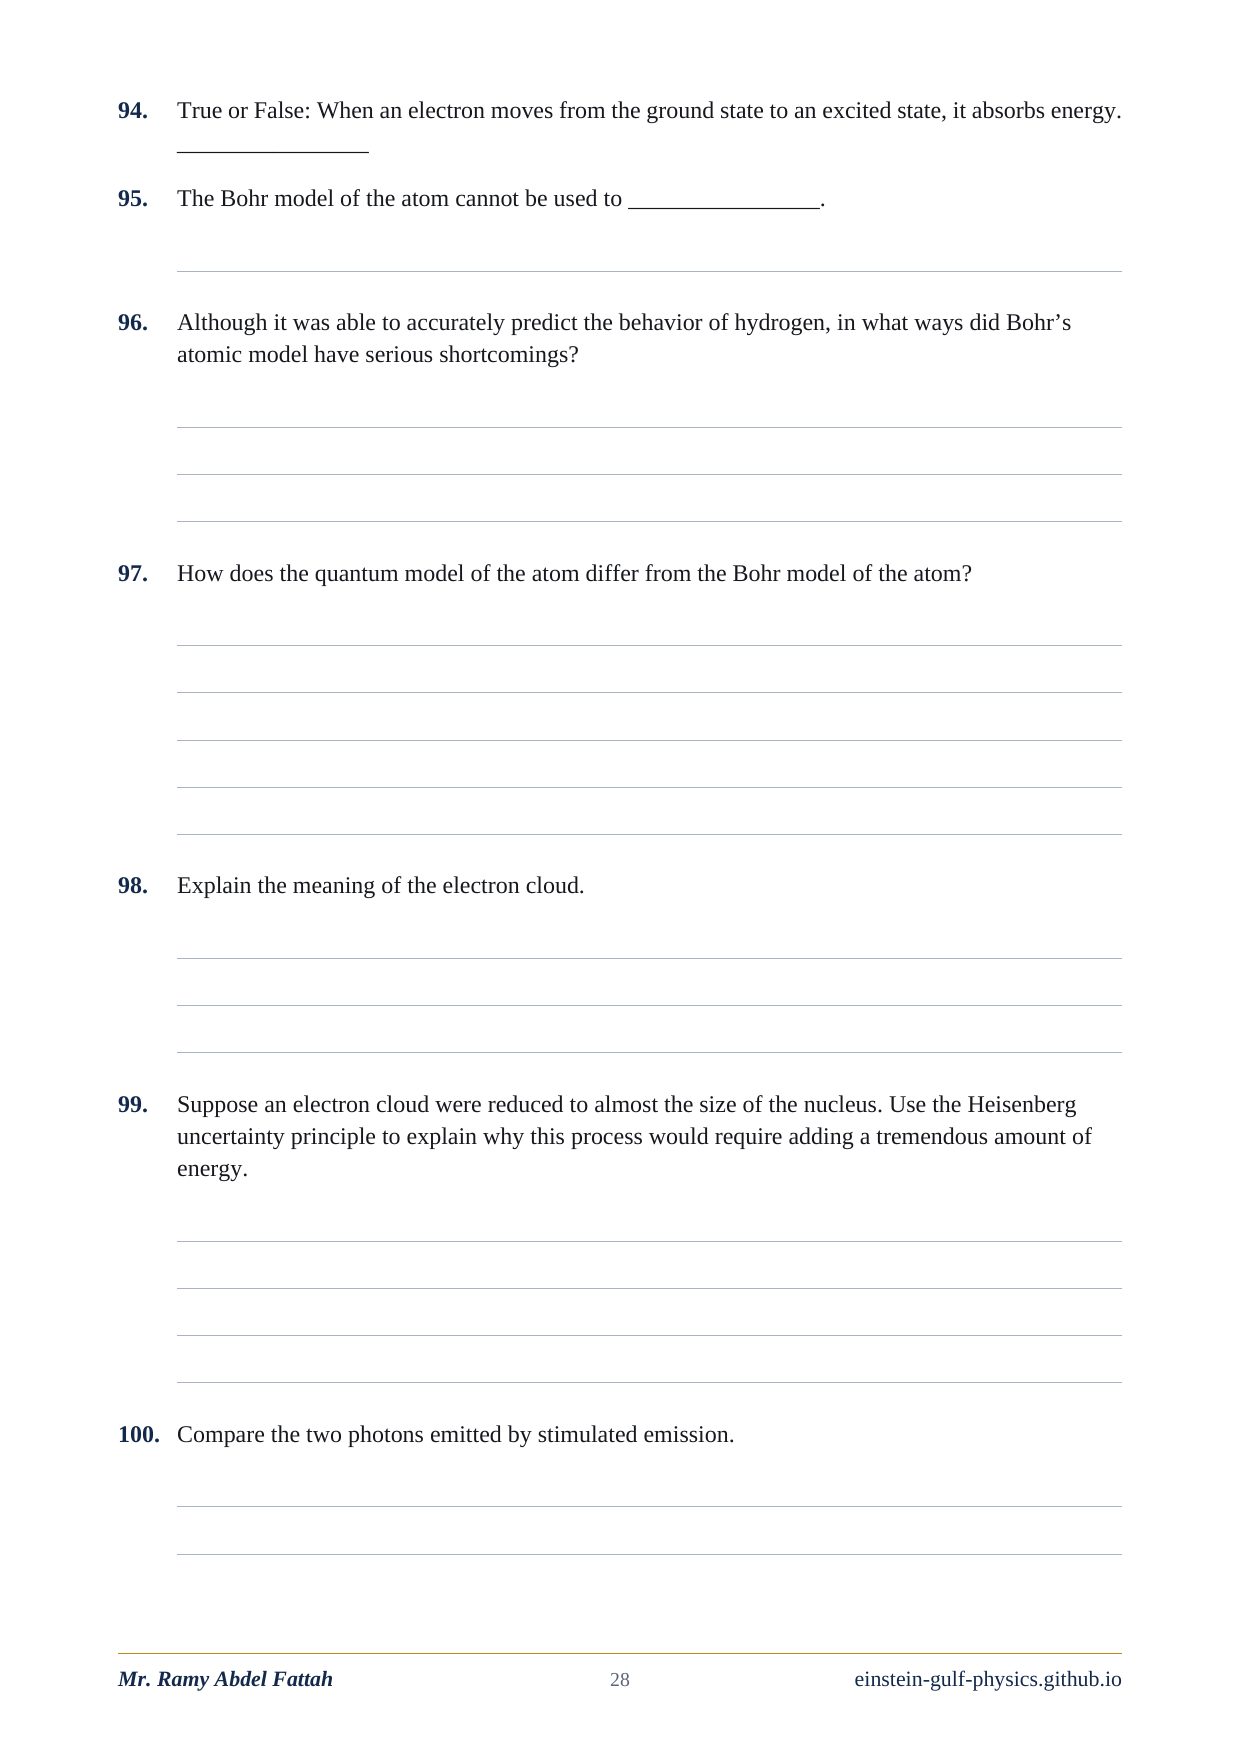 94. True or False: When an electron moves from the ground state to an excited state, it absorbs energy.
________________
95. The Bohr model of the atom cannot be used to ________________.
96. Although it was able to accurately predict the behavior of hydrogen, in what ways did Bohr’s
atomic model have serious shortcomings?
97. How does the quantum model of the atom differ from the Bohr model of the atom?
98. Explain the meaning of the electron cloud.
99. Suppose an electron cloud were reduced to almost the size of the nucleus. Use the Heisenberg
uncertainty principle to explain why this process would require adding a tremendous amount of
energy.
100. Compare the two photons emitted by stimulated emission.
Mr. Ramy Abdel Fattah 28 einstein-gulf-physics.github.io